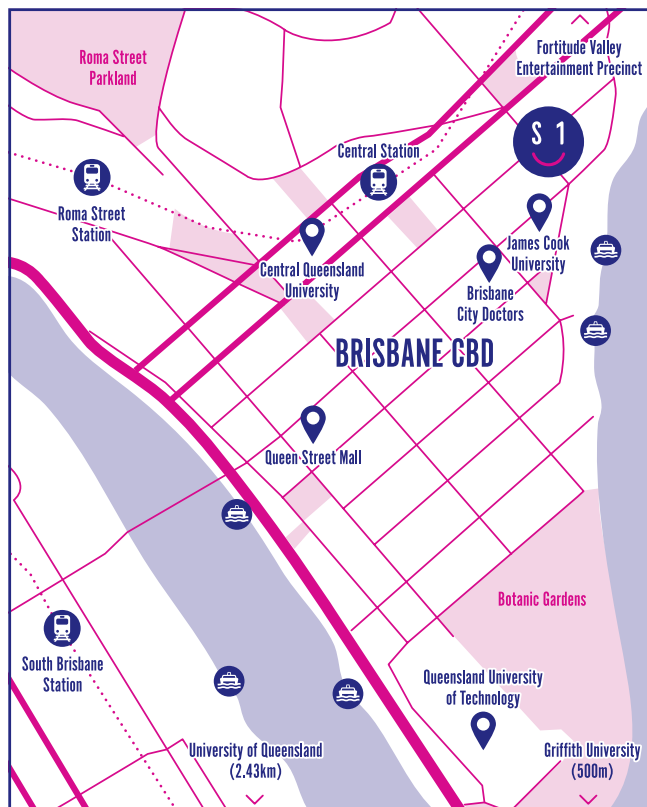 Roma Street
Parkland
Fortitude Valley
Entertainment Precinct
S 1
Central Station
Roma Street
Station
James Cook
University
Central Queensland
University
Brisbane
City Doctors
BRISBANE CBD
Queen Street Mall
Botanic Gardens
South Brisbane
Station
Queensland University
of Technology
University of Queensland
(2.43km)
Griffith University
(500m)